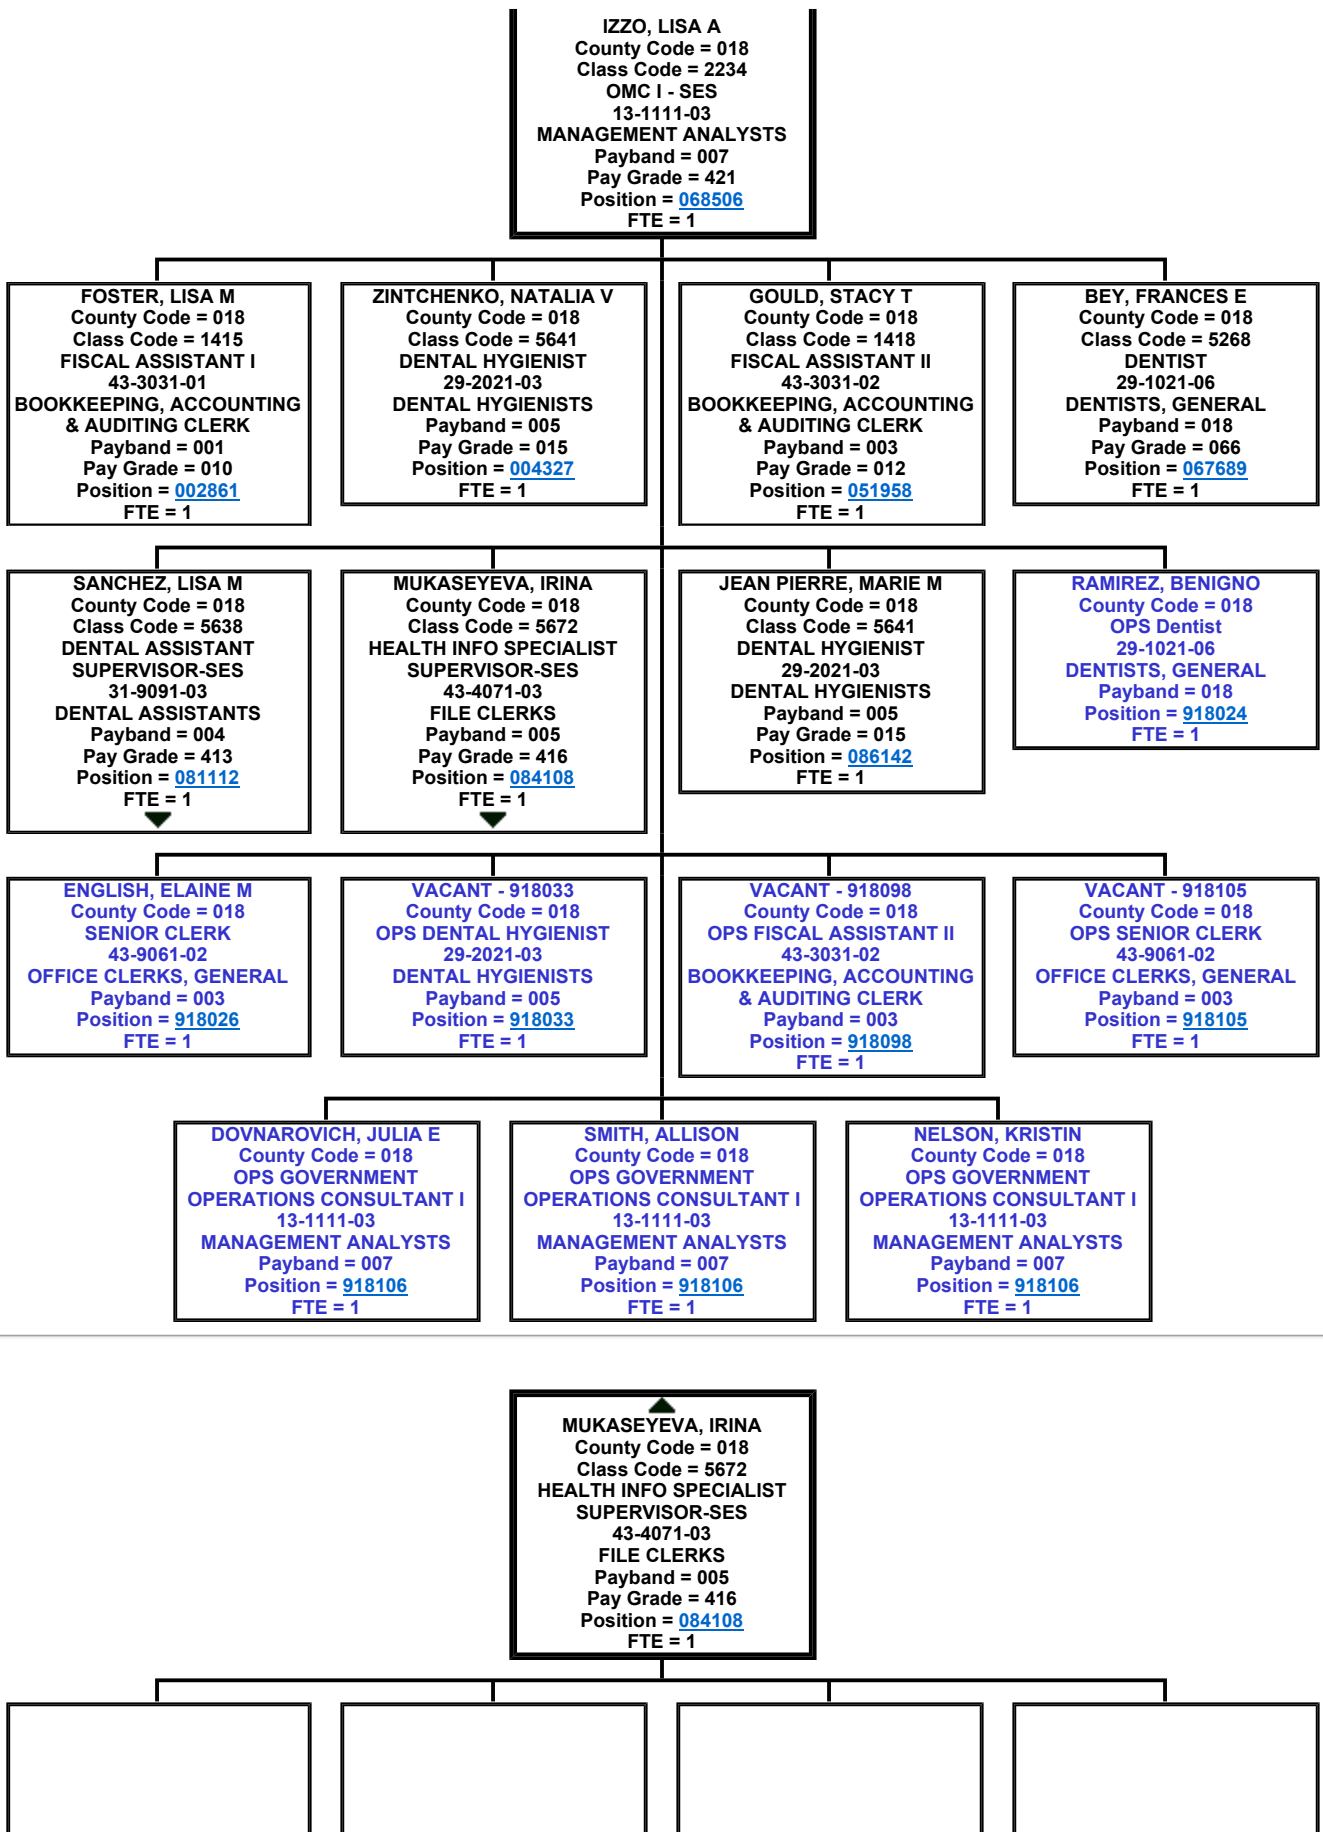 IZZO, LISA A
County Code = 018
Class Code = 2234
OMC I - SES
13-1111-03
MANAGEMENT ANALYSTS
Payband = 007
Pay Grade = 421
Position = 068506
FTE = 1
FOSTER, LISA M
County Code = 018
Class Code = 1415
FISCAL ASSISTANT I
43-3031-01
BOOKKEEPING, ACCOUNTING
& AUDITING CLERK
Payband = 001
Pay Grade = 010
Position = 002861
FTE = 1
ZINTCHENKO, NATALIA V
County Code = 018
Class Code = 5641
DENTAL HYGIENIST
29-2021-03
DENTAL HYGIENISTS
Payband = 005
Pay Grade = 015
Position = 004327
FTE = 1
GOULD, STACY T
County Code = 018
Class Code = 1418
FISCAL ASSISTANT II
43-3031-02
BOOKKEEPING, ACCOUNTING
& AUDITING CLERK
Payband = 003
Pay Grade = 012
Position = 051958
FTE = 1
BEY, FRANCES E
County Code = 018
Class Code = 5268
DENTIST
29-1021-06
DENTISTS, GENERAL
Payband = 018
Pay Grade = 066
Position = 067689
FTE = 1
SANCHEZ, LISA M
County Code = 018
Class Code = 5638
DENTAL ASSISTANT
SUPERVISOR-SES
31-9091-03
DENTAL ASSISTANTS
Payband = 004
Pay Grade = 413
Position = 081112
FTE = 1
MUKASEYEVA, IRINA
County Code = 018
Class Code = 5672
HEALTH INFO SPECIALIST
SUPERVISOR-SES
43-4071-03
FILE CLERKS
Payband = 005
Pay Grade = 416
Position = 084108
FTE = 1
JEAN PIERRE, MARIE M
County Code = 018
Class Code = 5641
DENTAL HYGIENIST
29-2021-03
DENTAL HYGIENISTS
Payband = 005
Pay Grade = 015
Position = 086142
FTE = 1
RAMIREZ, BENIGNO
County Code = 018
OPS Dentist
29-1021-06
DENTISTS, GENERAL
Payband = 018
Position = 918024
FTE = 1
ENGLISH, ELAINE M
County Code = 018
SENIOR CLERK
43-9061-02
OFFICE CLERKS, GENERAL
Payband = 003
Position = 918026
FTE = 1
VACANT - 918033
County Code = 018
OPS DENTAL HYGIENIST
29-2021-03
DENTAL HYGIENISTS
Payband = 005
Position = 918033
FTE = 1
VACANT - 918098
County Code = 018
OPS FISCAL ASSISTANT II
43-3031-02
BOOKKEEPING, ACCOUNTING
& AUDITING CLERK
Payband = 003
Position = 918098
FTE = 1
VACANT - 918105
County Code = 018
OPS SENIOR CLERK
43-9061-02
OFFICE CLERKS, GENERAL
Payband = 003
Position = 918105
FTE = 1
DOVNAROVICH, JULIA E
County Code = 018
OPS GOVERNMENT
OPERATIONS CONSULTANT I
13-1111-03
MANAGEMENT ANALYSTS
Payband = 007
Position = 918106
FTE = 1
SMITH, ALLISON
County Code = 018
OPS GOVERNMENT
OPERATIONS CONSULTANT I
13-1111-03
MANAGEMENT ANALYSTS
Payband = 007
Position = 918106
FTE = 1
NELSON, KRISTIN
County Code = 018
OPS GOVERNMENT
OPERATIONS CONSULTANT I
13-1111-03
MANAGEMENT ANALYSTS
Payband = 007
Position = 918106
FTE = 1
MUKASEYEVA, IRINA
County Code = 018
Class Code = 5672
HEALTH INFO SPECIALIST
SUPERVISOR-SES
43-4071-03
FILE CLERKS
Payband = 005
Pay Grade = 416
Position = 084108
FTE = 1